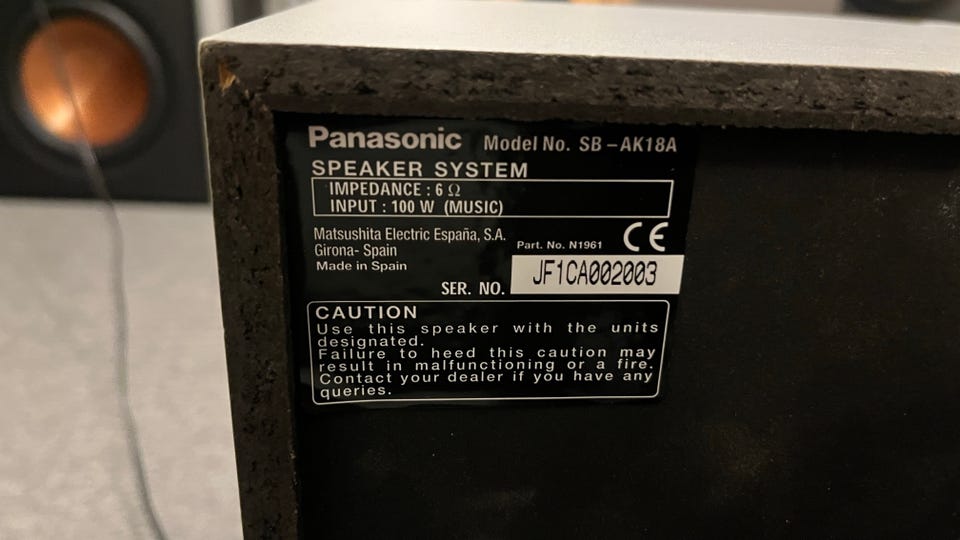 Panasonic Model No. SB-AK18A
SPEAKER SYSTEM
IMPEDANCE : 6 Ω
INPUT : 100 W (MUSIC)
Matsushita Electric España, S.A.
Girona- Spain
Made in Spain
Part. No. N1961
CE
SER. NO. JF1CA002003
CAUTION
Use this speaker with the units
designated.
Failure to heed this caution may
result in malfunctioning or a fire.
Contact your dealer if you have any
queries.